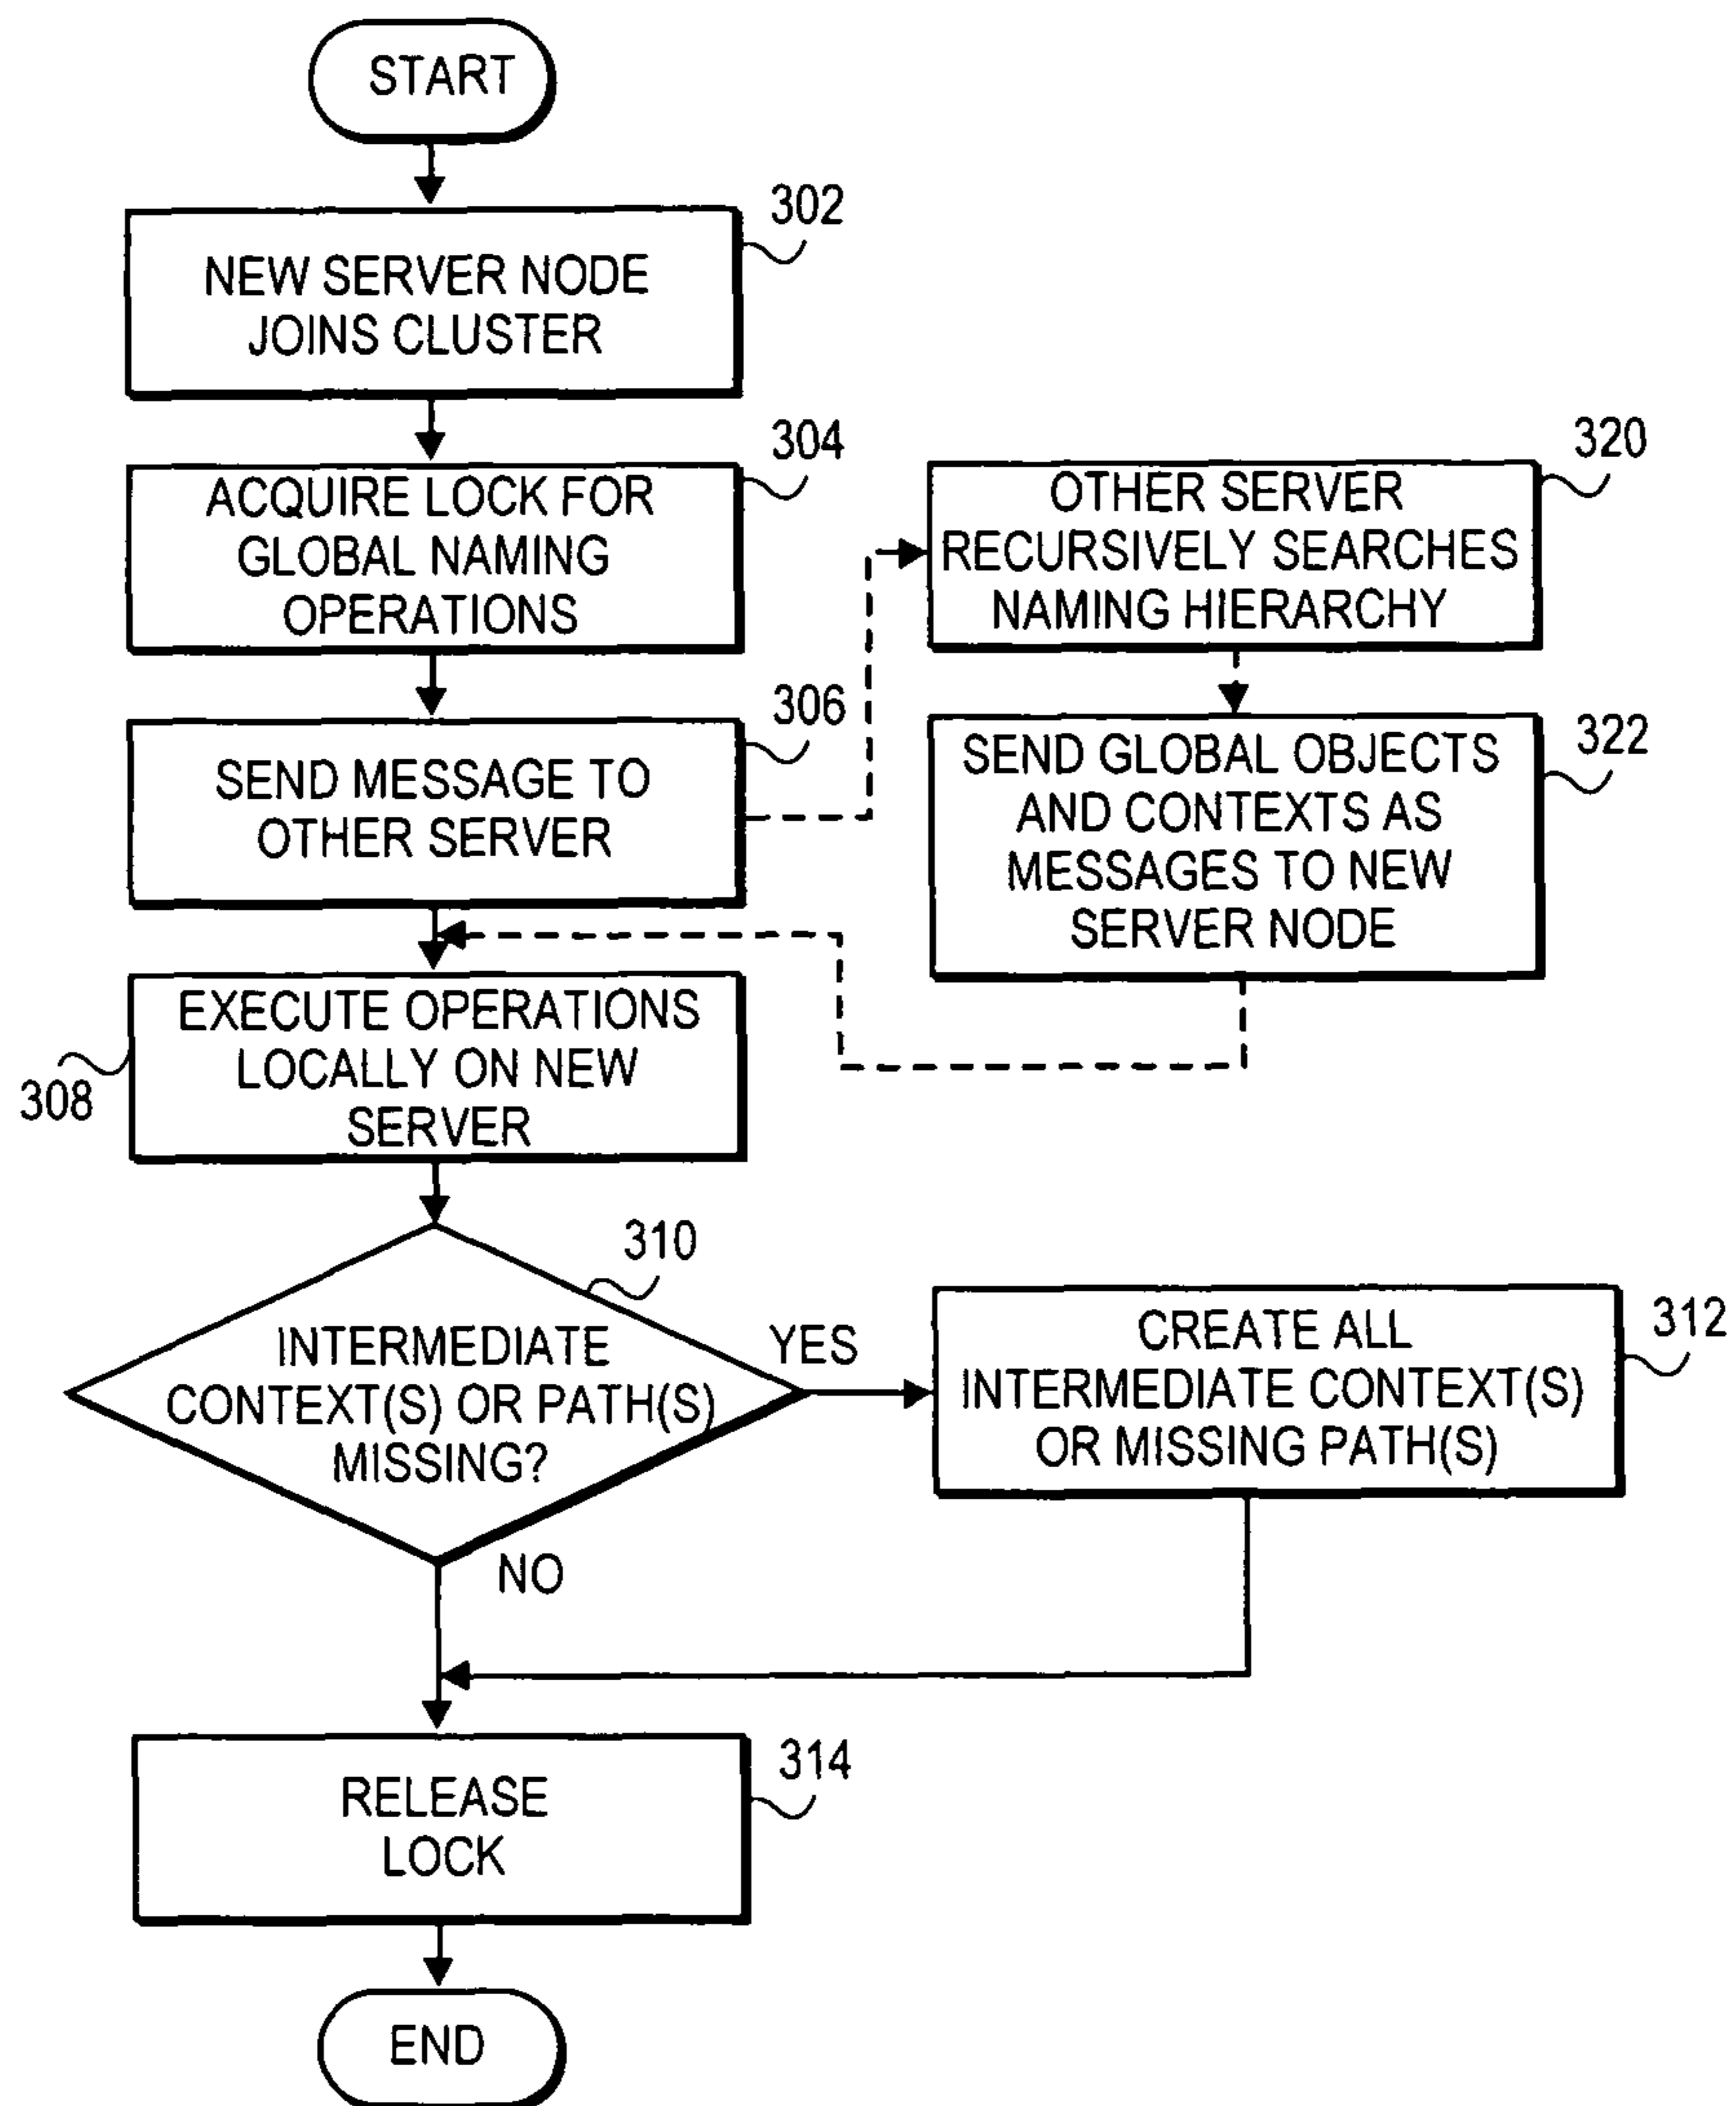 START
302
NEW SERVER NODE
JOINS CLUSTER
304
ACQUIRE LOCK FOR
GLOBAL NAMING
OPERATIONS
320
OTHER SERVER
RECURSIVELY SEARCHES
NAMING HIERARCHY
306
SEND MESSAGE TO
OTHER SERVER
322
SEND GLOBAL OBJECTS
AND CONTEXTS AS
MESSAGES TO NEW
SERVER NODE
308
EXECUTE OPERATIONS
LOCALLY ON NEW
SERVER
310
INTERMEDIATE
CONTEXT(S) OR PATH(S)
MISSING?
YES
NO
312
CREATE ALL
INTERMEDIATE CONTEXT(S)
OR MISSING PATH(S)
314
RELEASE
LOCK
END